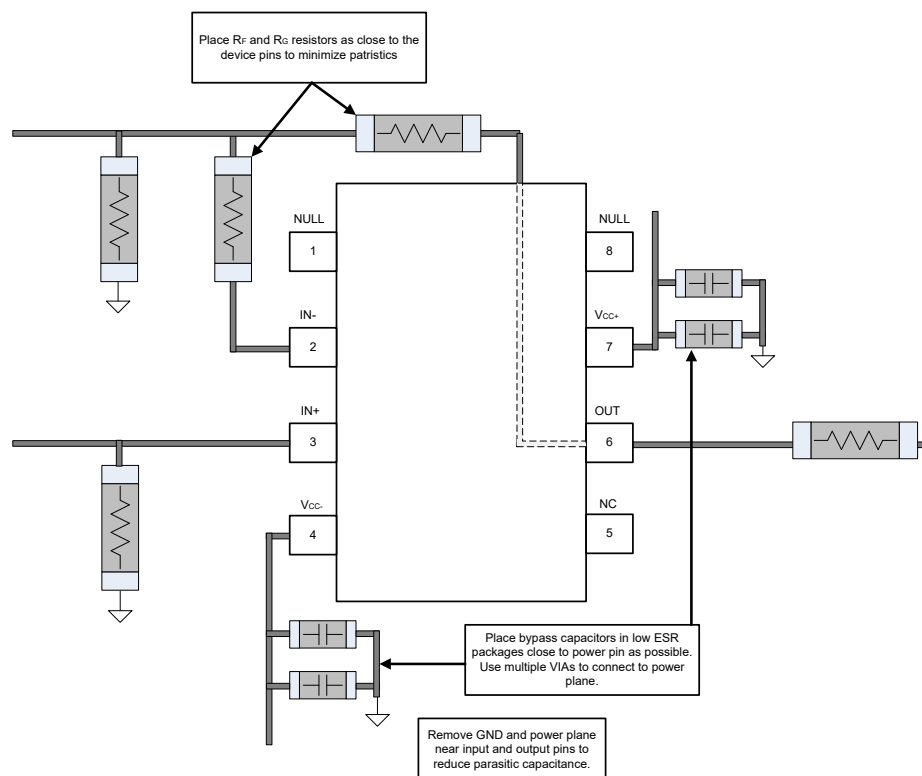 Place RF and RG resistors as close to the
device pins to minimize patristics
NULL
1
NULL
8
IN-
2
VCC+
7
IN+
3
OUT
6
VCC-
4
NC
5
Place bypass capacitors in low ESR
packages close to power pin as possible.
Use multiple VIAs to connect to power
plane.
Remove GND and power plane
near input and output pins to
reduce parasitic capacitance.